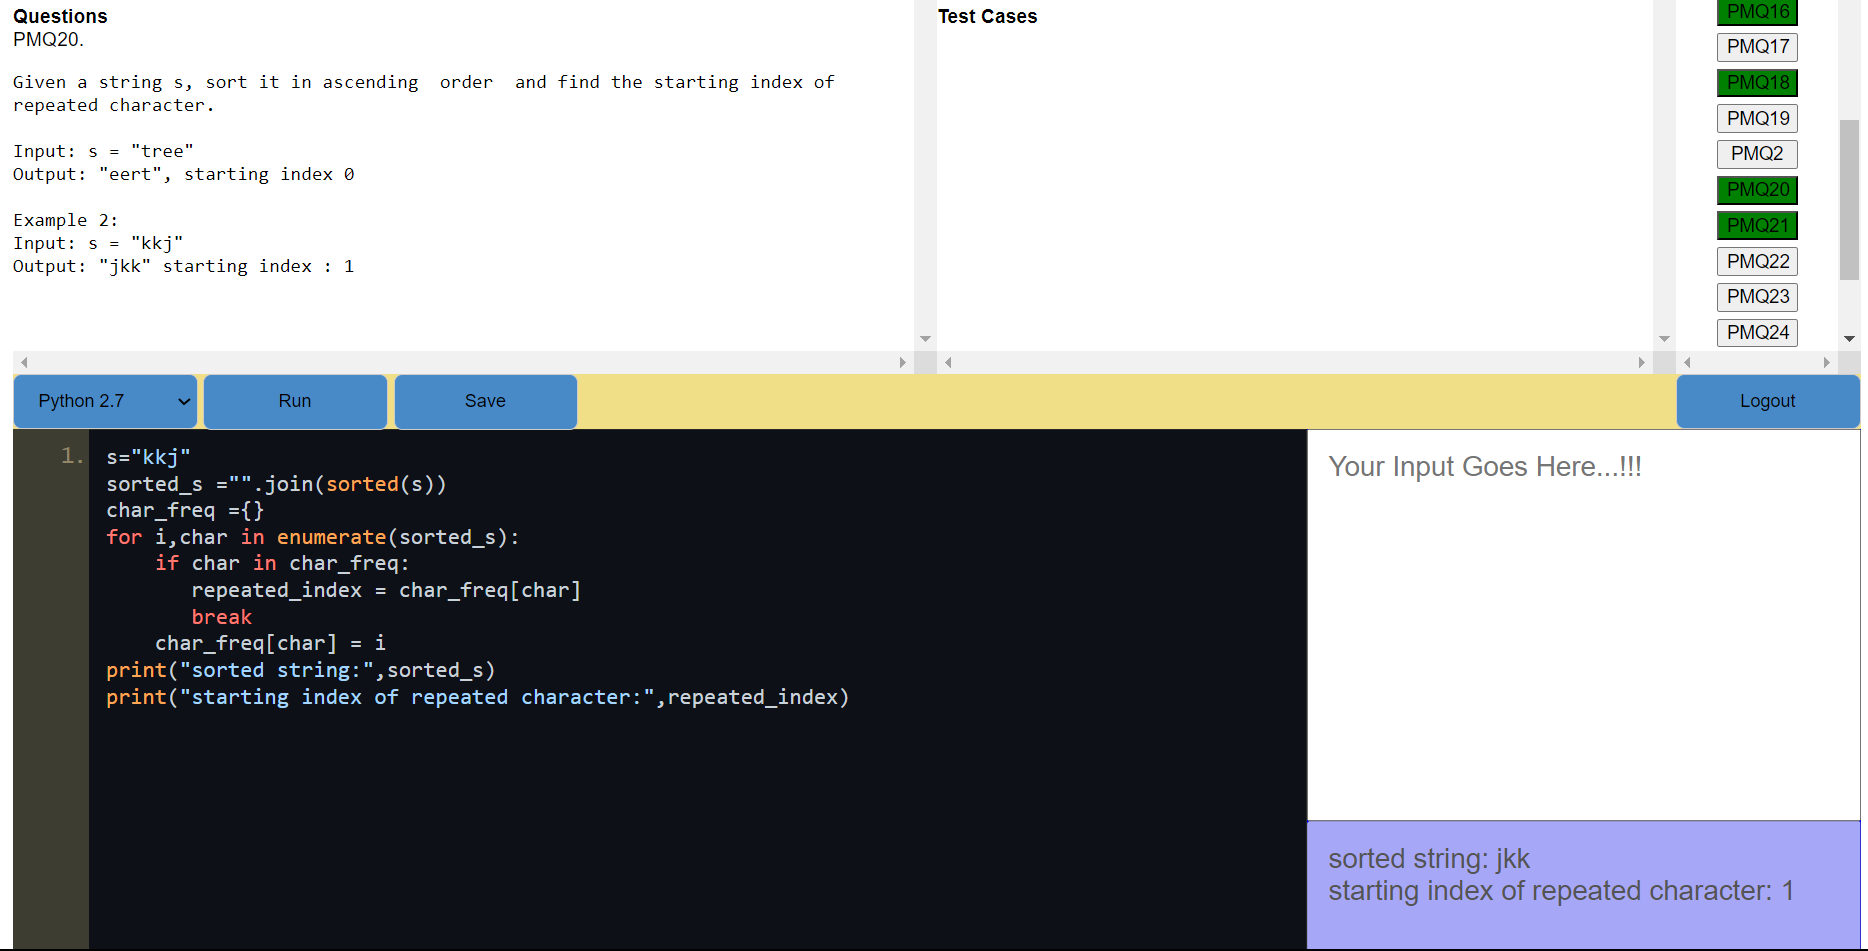 Questions
PMQ20.
Given a string s, sort it in ascending  order  and find the starting index of
repeated character.
Input: s = "tree"
Output: "eert", starting index 0
Example 2:
Input: s = "kkj"
Output: "jkk" starting index : 1
Test Cases
PMQ16
PMQ17
PMQ18
PMQ19
PMQ2
PMQ20
PMQ21
PMQ22
PMQ23
PMQ24
Python 2.7
Run
Save
Logout
1.
s="kkj"
sorted_s ="".join(sorted(s))
char_freq ={}
for i,char in enumerate(sorted_s):
    if char in char_freq:
       repeated_index = char_freq[char]
       break
    char_freq[char] = i
print("sorted string:",sorted_s)
print("starting index of repeated character:",repeated_index)
Your Input Goes Here...!!!
sorted string: jkk
starting index of repeated character: 1